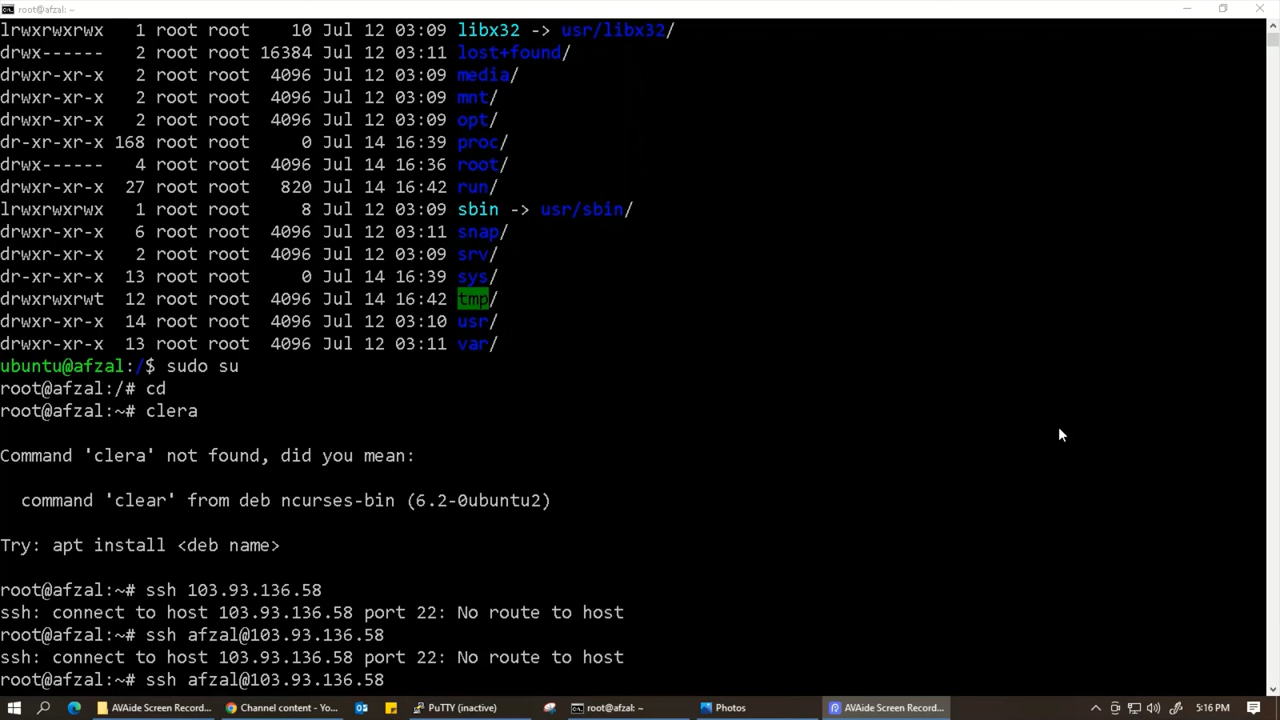 root@afzal: ~
lrwxrwxrwx 1 root root 10 Jul 12 03:09 libx32 -> usr/libx32/
drwx------ 2 root root 16384 Jul 12 03:11 lost+found/
drwxr-xr-x 2 root root 4096 Jul 12 03:09 media/
drwxr-xr-x 2 root root 4096 Jul 12 03:09 mnt/
drwxr-xr-x 2 root root 4096 Jul 12 03:09 opt/
dr-xr-xr-x 168 root root 0 Jul 14 16:39 proc/
drwx------ 4 root root 4096 Jul 14 16:36 root/
drwxr-xr-x 27 root root 820 Jul 14 16:42 run/
lrwxrwxrwx 1 root root 8 Jul 12 03:09 sbin -> usr/sbin/
drwxr-xr-x 6 root root 4096 Jul 12 03:11 snap/
drwxr-xr-x 2 root root 4096 Jul 12 03:09 srv/
dr-xr-xr-x 13 root root 0 Jul 14 16:39 sys/
drwxrwxrwt 12 root root 4096 Jul 14 16:42 tmp/
drwxr-xr-x 14 root root 4096 Jul 12 03:10 usr/
drwxr-xr-x 13 root root 4096 Jul 12 03:11 var/
ubuntu@afzal:/$ sudo su
root@afzal:/# cd
root@afzal:~# clera
Command 'clera' not found, did you mean:
command 'clear' from deb ncurses-bin (6.2-0ubuntu2)
Try: apt install <deb name>
root@afzal:~# ssh 103.93.136.58
ssh: connect to host 103.93.136.58 port 22: No route to host
root@afzal:~# ssh afzal@103.93.136.58
ssh: connect to host 103.93.136.58 port 22: No route to host
root@afzal:~# ssh afzal@103.93.136.58
AVAide Screen Record... Channel content - Yo... PuTTY (inactive) root@afzal: ~ Photos AVAide Screen Record... 5:16 PM